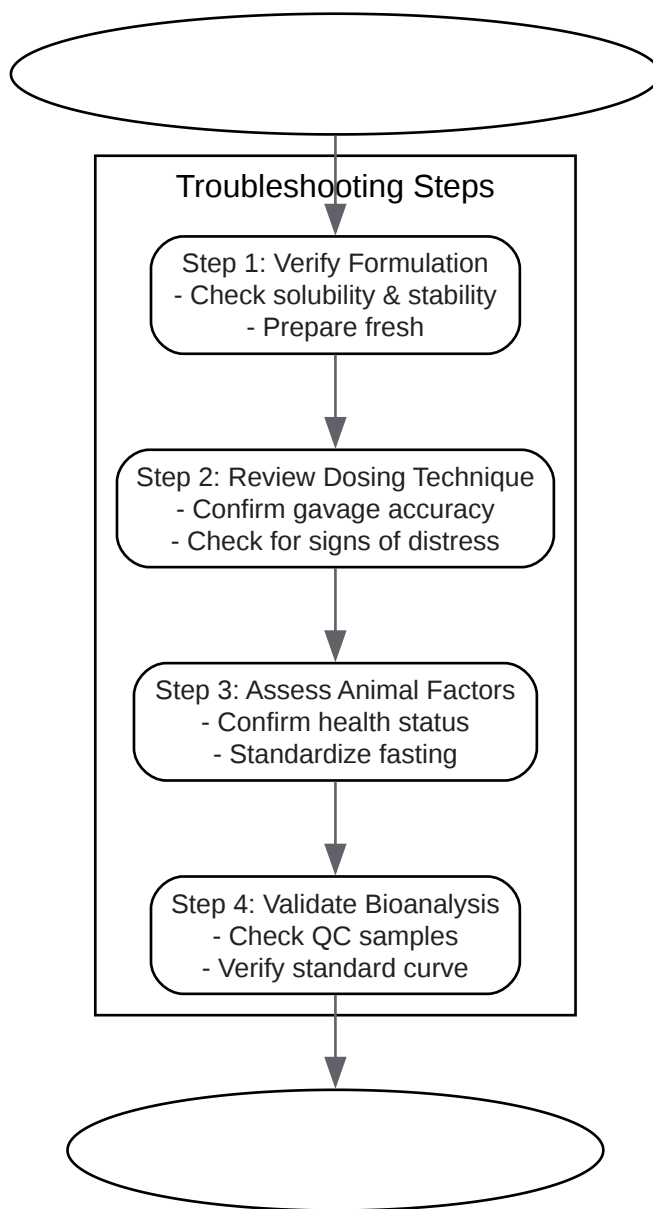 Troubleshooting Steps
Step 1: Verify Formulation
- Check solubility & stability
- Prepare fresh
Step 2: Review Dosing Technique
- Confirm gavage accuracy
- Check for signs of distress
Step 3: Assess Animal Factors
- Confirm health status
- Standardize fasting
Step 4: Validate Bioanalysis
- Check QC samples
- Verify standard curve